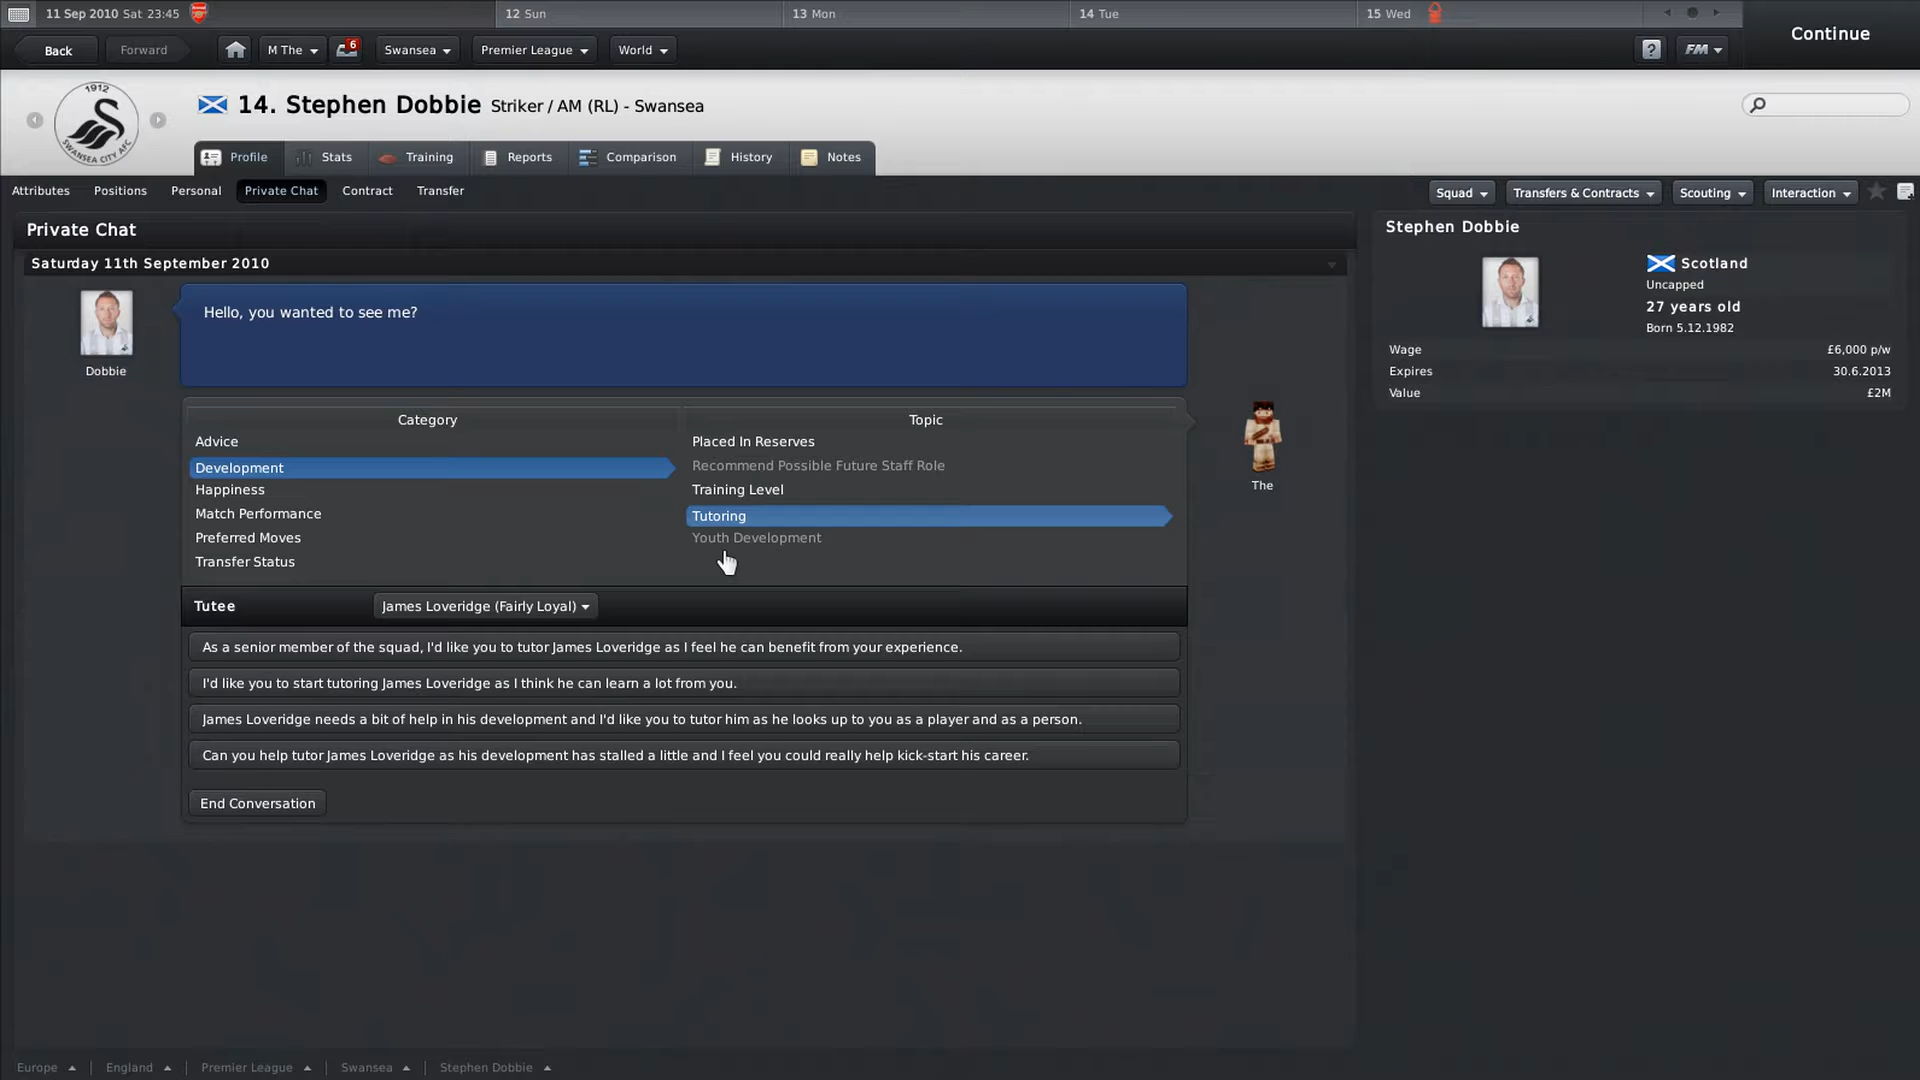 11 Sep 2010 Sat 23:45
12 Sun
13 Mon
14 Tue
15 Wed
Continue
Back
Forward
M The
6
Swansea
Premier League
World
?
FM
1912
SWANSEA CITY AFC
14. Stephen Dobbie Striker / AM (RL) - Swansea
Profile
Stats
Training
Reports
Comparison
History
Notes
Attributes
Positions
Personal
Private Chat
Contract
Transfer
Squad
Transfers & Contracts
Scouting
Interaction
Private Chat
Saturday 11th September 2010
Dobbie
Hello, you wanted to see me?
Category
Advice
Development
Happiness
Match Performance
Preferred Moves
Transfer Status
Topic
Placed In Reserves
Recommend Possible Future Staff Role
Training Level
Tutoring
Youth Development
The
Tutee
James Loveridge (Fairly Loyal)
As a senior member of the squad, I'd like you to tutor James Loveridge as I feel he can benefit from your experience.
I'd like you to start tutoring James Loveridge as I think he can learn a lot from you.
James Loveridge needs a bit of help in his development and I'd like you to tutor him as he looks up to you as a player and as a person.
Can you help tutor James Loveridge as his development has stalled a little and I feel you could really help kick-start his career.
End Conversation
Stephen Dobbie
Scotland
Uncapped
27 years old
Born 5.12.1982
Wage £6,000 p/w
Expires 30.6.2013
Value £2M
Europe
England
Premier League
Swansea
Stephen Dobbie